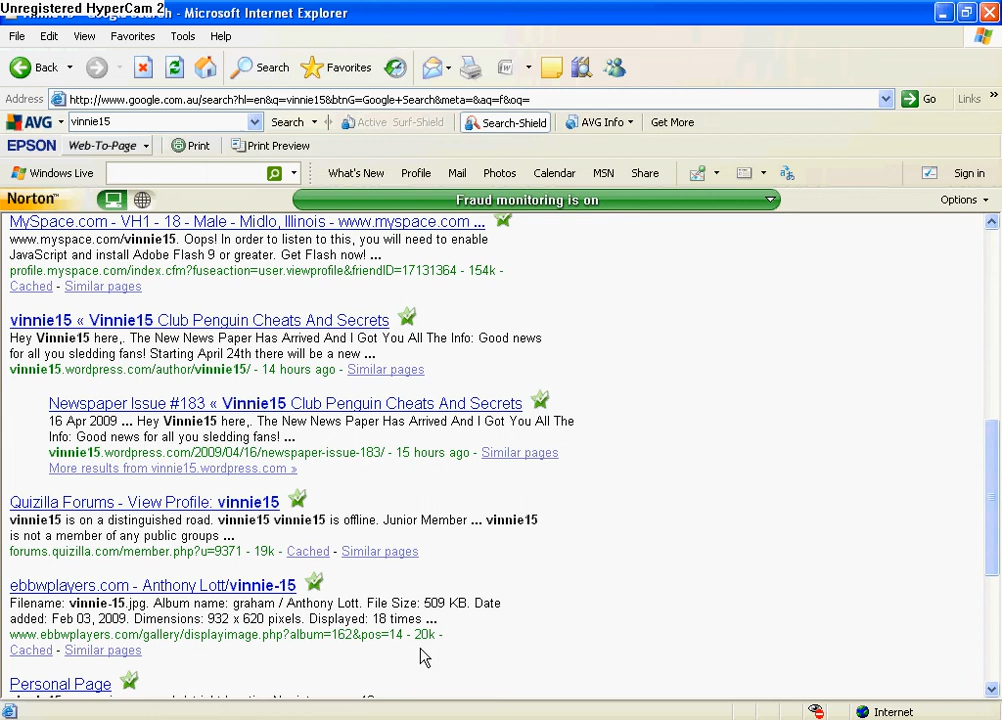 Unregistered HyperCam 2
Google Search - Microsoft Internet Explorer
File Edit View Favorites Tools Help
Back Search Favorites
Address http://www.google.com.au/search?hl=en&q=vinnie15&btnG=Google+Search&meta=&aq=f&oq= Go Links »
AVG vinnie15 Search Active Surf-Shield Search-Shield AVG Info Get More
EPSON Web-To-Page Print Print Preview
Windows Live What's New Profile Mail Photos Calendar MSN Share Sign in
Norton™ Fraud monitoring is on Options
MySpace.com - VH1 - 18 - Male - Midlo, Illinois - www.myspace.com ...
www.myspace.com/vinnie15. Oops! In order to listen to this, you will need to enable
JavaScript and install Adobe Flash 9 or greater. Get Flash now! ...
profile.myspace.com/index.cfm?fuseaction=user.viewprofile&friendID=17131364 - 154k -
Cached - Similar pages
vinnie15 « Vinnie15 Club Penguin Cheats And Secrets
Hey Vinnie15 here,. The New News Paper Has Arrived And I Got You All The Info: Good news
for all you sledding fans! Starting April 24th there will be a new ...
vinnie15.wordpress.com/author/vinnie15/ - 14 hours ago - Similar pages
Newspaper Issue #183 « Vinnie15 Club Penguin Cheats And Secrets
16 Apr 2009 ... Hey Vinnie15 here,. The New News Paper Has Arrived And I Got You All The
Info: Good news for all you sledding fans! ...
vinnie15.wordpress.com/2009/04/16/newspaper-issue-183/ - 15 hours ago - Similar pages
More results from vinnie15.wordpress.com »
Quizilla Forums - View Profile: vinnie15
vinnie15 is on a distinguished road. vinnie15 vinnie15 is offline. Junior Member ... vinnie15
is not a member of any public groups ...
forums.quizilla.com/member.php?u=9371 - 19k - Cached - Similar pages
ebbwplayers.com - Anthony Lott/vinnie-15
Filename: vinnie-15.jpg. Album name: graham / Anthony Lott. File Size: 509 KB. Date
added: Feb 03, 2009. Dimensions: 932 x 620 pixels. Displayed: 18 times ...
www.ebbwplayers.com/gallery/displayimage.php?album=162&pos=14 - 20k -
Cached - Similar pages
Personal Page
Internet